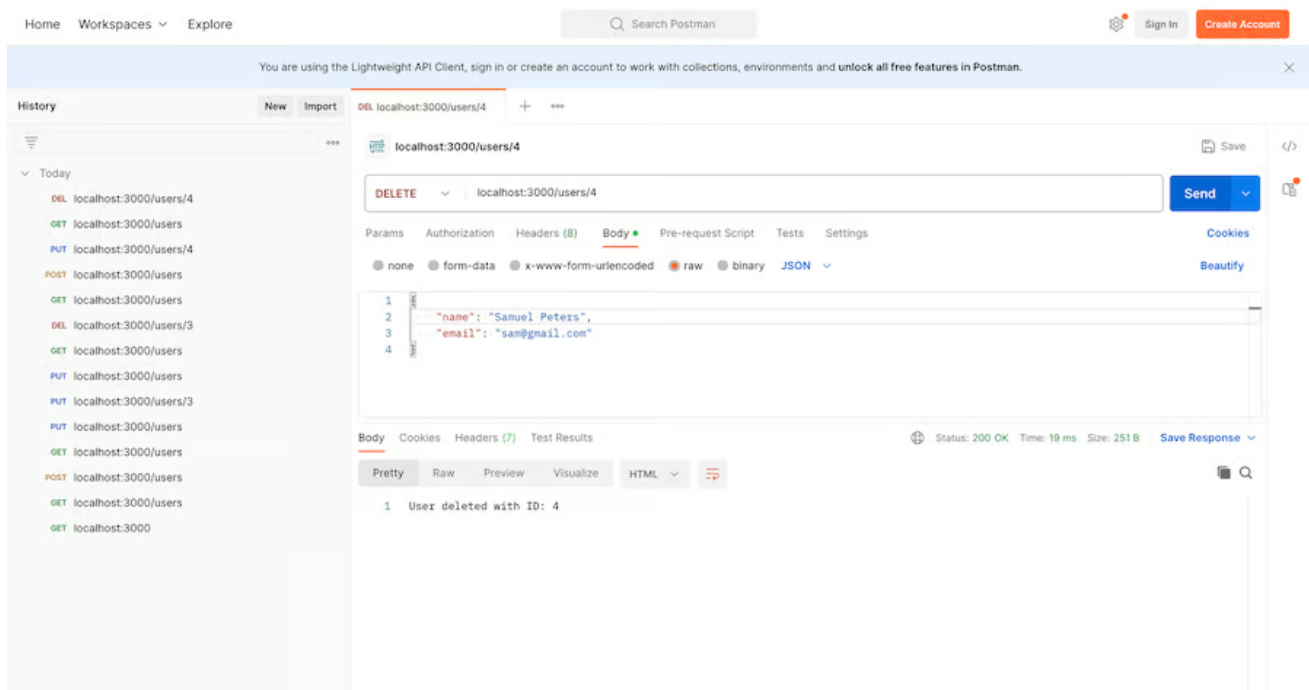 Home Workspaces Explore Search Postman Sign In Create Account
You are using the Lightweight API Client, sign in or create an account to work with collections, environments and unlock all free features in Postman.
History New Import
Today
DEL localhost:3000/users/4
GET localhost:3000/users
PUT localhost:3000/users/4
POST localhost:3000/users
GET localhost:3000/users
DEL localhost:3000/users/3
GET localhost:3000/users
PUT localhost:3000/users
PUT localhost:3000/users/3
PUT localhost:3000/users
GET localhost:3000/users
POST localhost:3000/users
GET localhost:3000/users
GET localhost:3000
DEL localhost:3000/users/4
HTTP localhost:3000/users/4 Save </>
DELETE localhost:3000/users/4 Send
Params Authorization Headers (8) Body Pre-request Script Tests Settings Cookies
none form-data x-www-form-urlencoded raw binary JSON Beautify
1 {
2 "name": "Samuel Peters",
3 "email": "sam@gmail.com"
4 }
Body Cookies Headers (7) Test Results Status: 200 OK Time: 19 ms Size: 251 B Save Response
Pretty Raw Preview Visualize HTML
1 User deleted with ID: 4